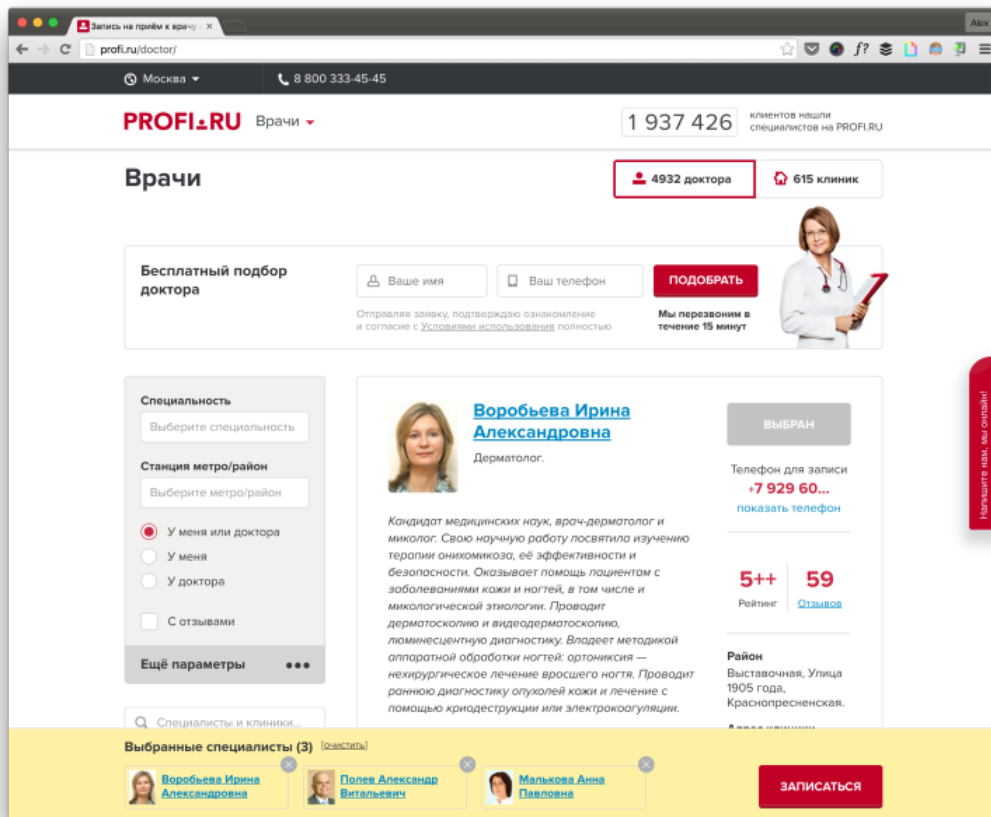 Запись на приём к врачу
Alex
profi.ru/doctor/
f?
Москва
8 800 333-45-45
PROFI.RU
Врачи
1 937 426
клиентов нашли
специалистов на PROFI.RU
Врачи
4932 доктора
615 клиник
Бесплатный подбор
доктора
Ваше имя
Ваш телефон
ПОДОБРАТЬ
Отправляя заявку, подтверждаю ознакомление
и согласие с Условиями использования полностью
Мы перезвоним в
течение 15 минут
Специальность
Выберите специальность
Станция метро/район
Выберите метро/район
У меня или доктора
У меня
У доктора
С отзывами
Ещё параметры
Специалисты и клиники...
Воробьева Ирина
Александровна
Дерматолог.
Кандидат медицинских наук, врач-дерматолог и
миколог. Свою научную работу посвятила изучению
терапии онихомикоза, её эффективности и
безопасности. Оказывает помощь пациентам с
заболеваниями кожи и ногтей, в том числе и
микологической этиологии. Проводит
дерматоскопию и видеодерматоскопию,
люминесцентную диагностику. Владеет методикой
аппаратной обработки ногтей: ортониксия —
нехирургическое лечение вросшего ногтя. Проводит
раннюю диагностику опухолей кожи и лечение с
помощью криодеструкции или электрокоагуляции.
ВЫБРАН
Телефон для записи
+7 929 60...
показать телефон
5++
59
Рейтинг
Отзывов
Район
Выставочная, Улица
1905 года,
Краснопресненская.
Адрес клиники
Напишите нам, мы онлайн!
Выбранные специалисты (3) [очистить]
Воробьева Ирина
Александровна
Полев Александр
Витальевич
Малькова Анна
Павловна
ЗАПИСАТЬСЯ